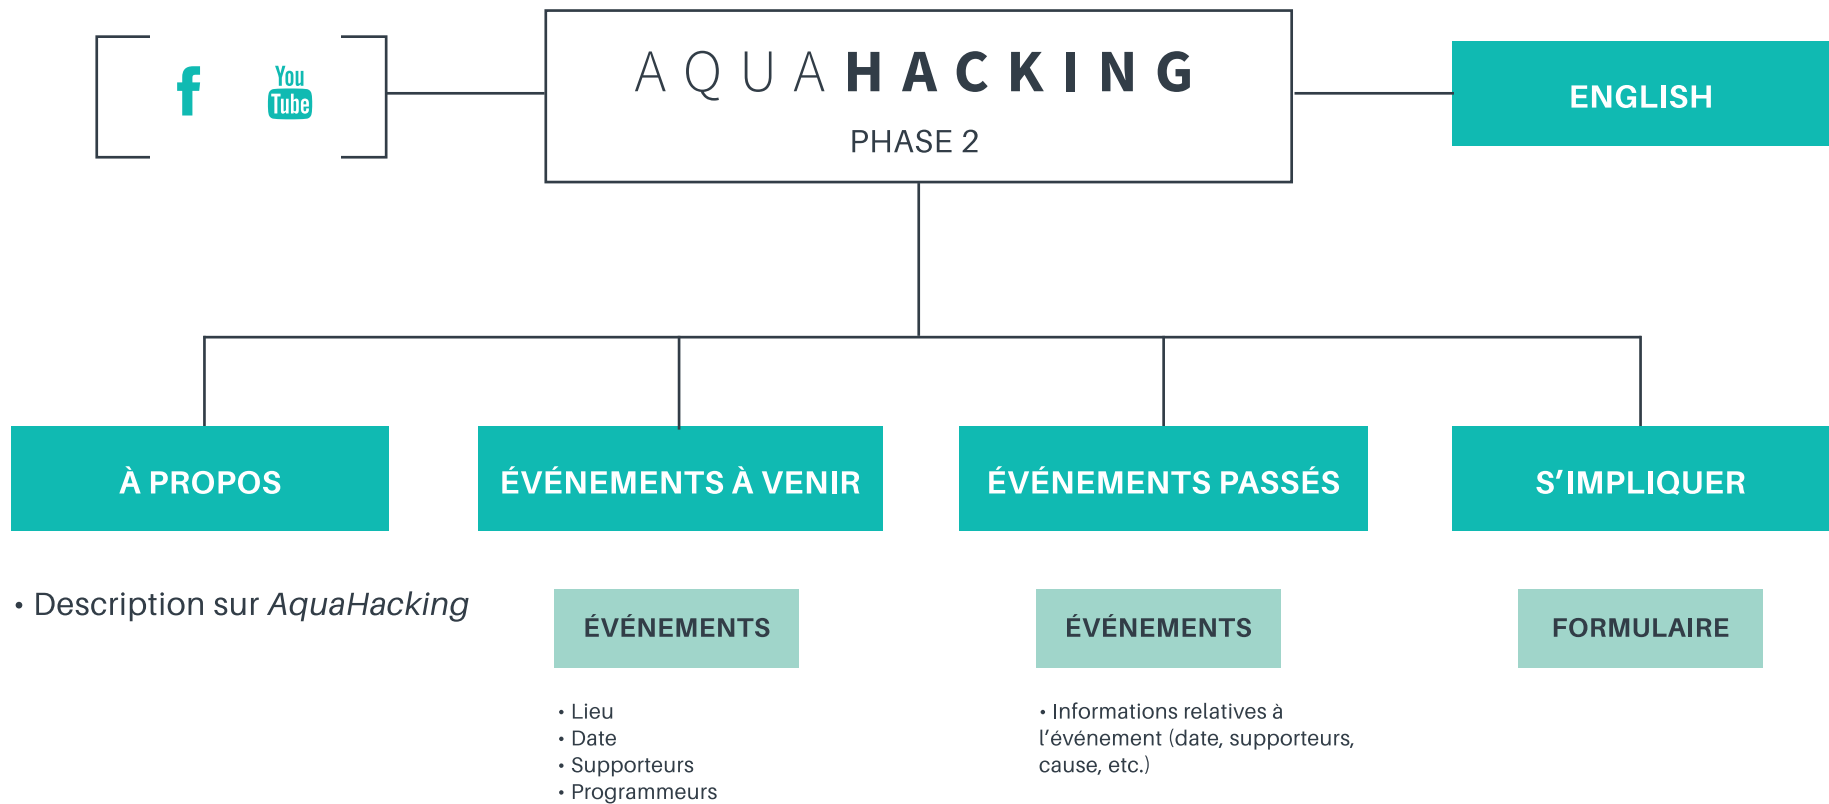 f
You
Tube
AQUAHACKING
PHASE 2
ENGLISH
À PROPOS
ÉVÉNEMENTS À VENIR
ÉVÉNEMENTS PASSÉS
S’IMPLIQUER
• Description sur AquaHacking
ÉVÉNEMENTS
• Lieu
• Date
• Supporteurs
• Programmeurs
ÉVÉNEMENTS
• Informations relatives à
l’événement (date, supporteurs,
cause, etc.)
FORMULAIRE